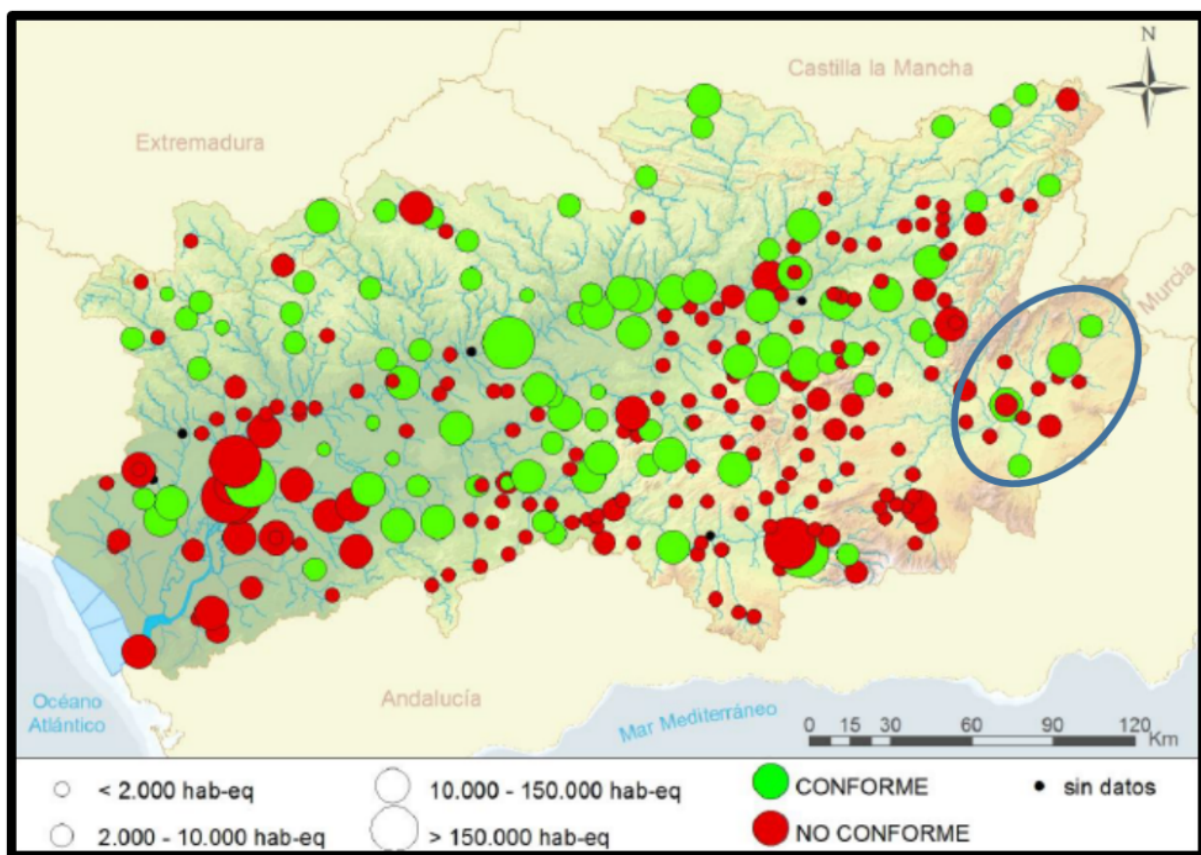 N
Castilla la Mancha
Extremadura
Murcia
Océano
Atlántico
Andalucía
Mar Mediterráneo
0 15 30 60 90 120
Km
< 2.000 hab-eq
10.000 - 150.000 hab-eq
CONFORME
sin datos
2.000 - 10.000 hab-eq
> 150.000 hab-eq
NO CONFORME